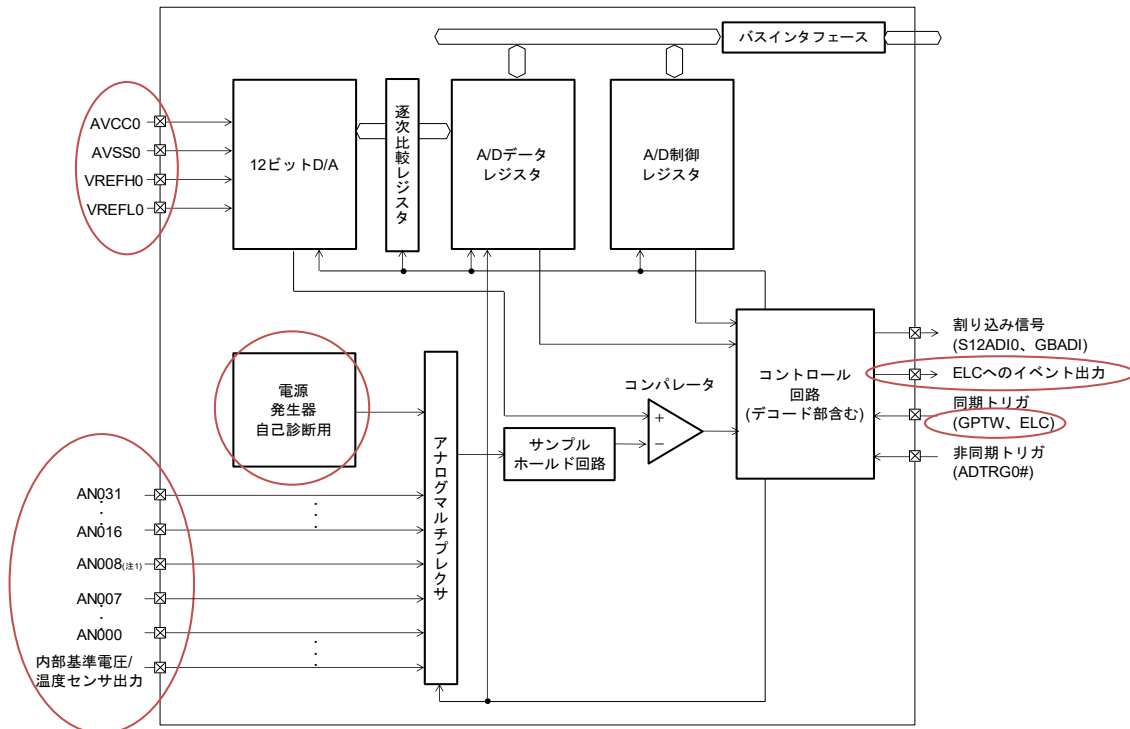 バスインタフェース
AVCC0
AVSS0
VREFH0
VREFL0
12ビットD/A
逐次比較レジスタ
A/Dデータ
レジスタ
A/D制御
レジスタ
電源
発生器
自己診断用
アナログマルチプレクサ
サンプル
ホールド回路
コンパレータ
+
−
コントロール
回路
(デコード部含む)
割り込み信号
(S12ADI0、GBADI)
ELCへのイベント出力
同期トリガ
(GPTW、ELC)
非同期トリガ
(ADTRG0#)
AN031
AN016
AN008(注1)
AN007
AN000
内部基準電圧/
温度センサ出力